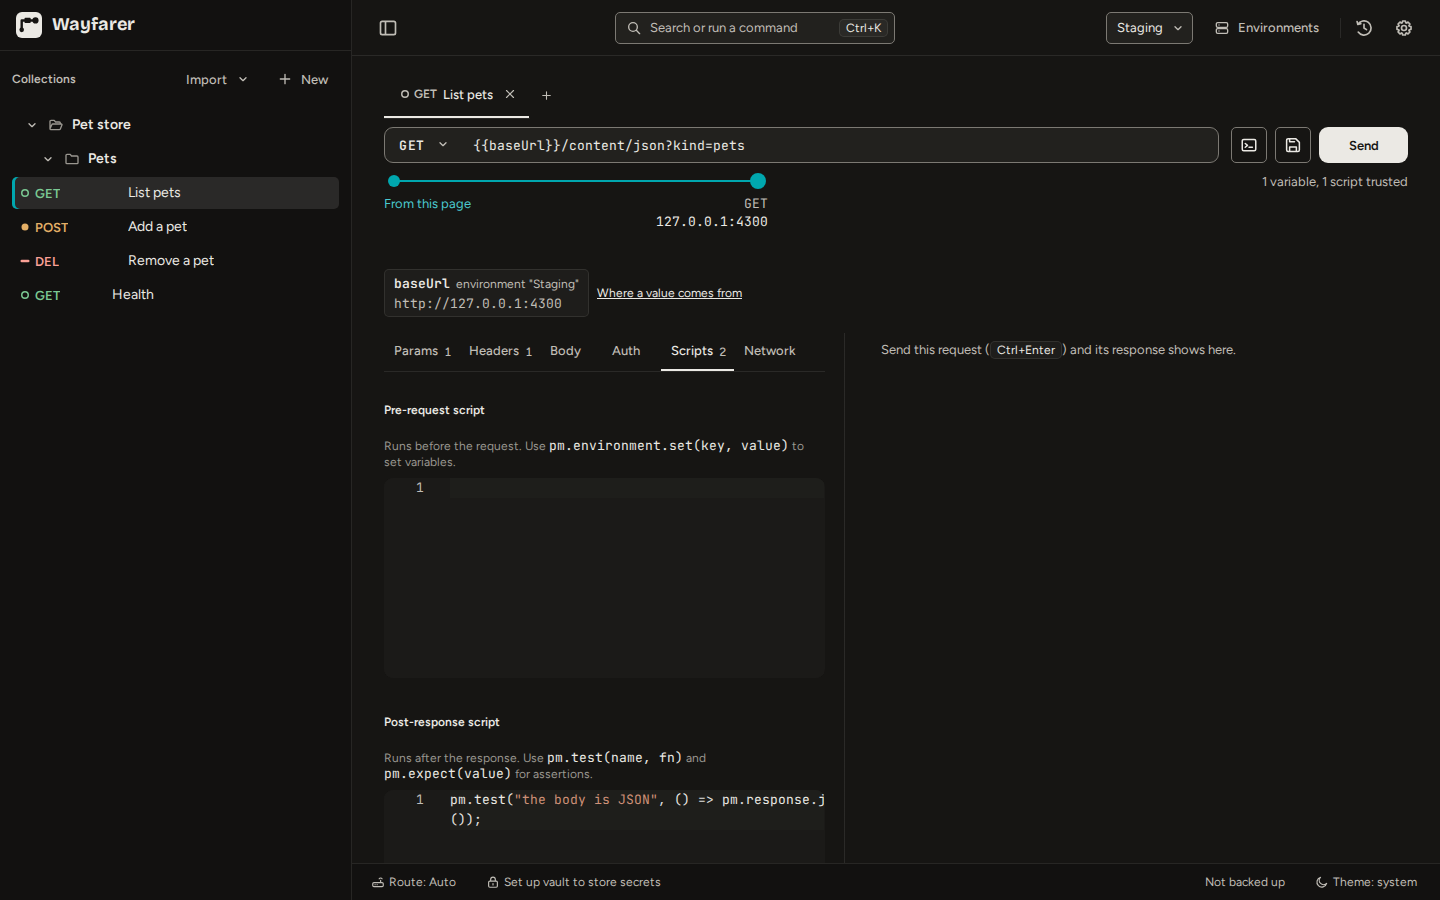 Wayfarer
Search or run a command Ctrl+K
Staging
Environments
Collections
Import
New
Pet store
Pets
GET List pets
POST Add a pet
DEL Remove a pet
GET Health
GET List pets
GET {{baseUrl}}/content/json?kind=pets
Send
1 variable, 1 script trusted
From this page
GET
127.0.0.1:4300
baseUrl environment "Staging"
http://127.0.0.1:4300
Where a value comes from
Params 1 Headers 1 Body Auth Scripts 2 Network
Send this request (Ctrl+Enter) and its response shows here.
Pre-request script
Runs before the request. Use pm.environment.set(key, value) to
set variables.
1
Post-response script
Runs after the response. Use pm.test(name, fn) and
pm.expect(value) for assertions.
1 pm.test("the body is JSON", () => pm.response.j
());
Route: Auto
Set up vault to store secrets
Not backed up
Theme: system